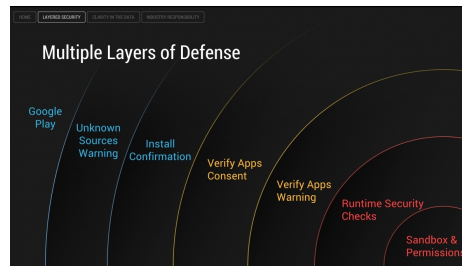 HOME
LAYERED SECURITY
CLARITY IN THE DATA
INDUSTRY RESPONSIBILITY
Multiple Layers of Defense
Google
Play
Unknown
Sources
Warning
Install
Confirmation
Verify Apps
Consent
Verify Apps
Warning
Runtime Security
Checks
Sandbox &
Permissions